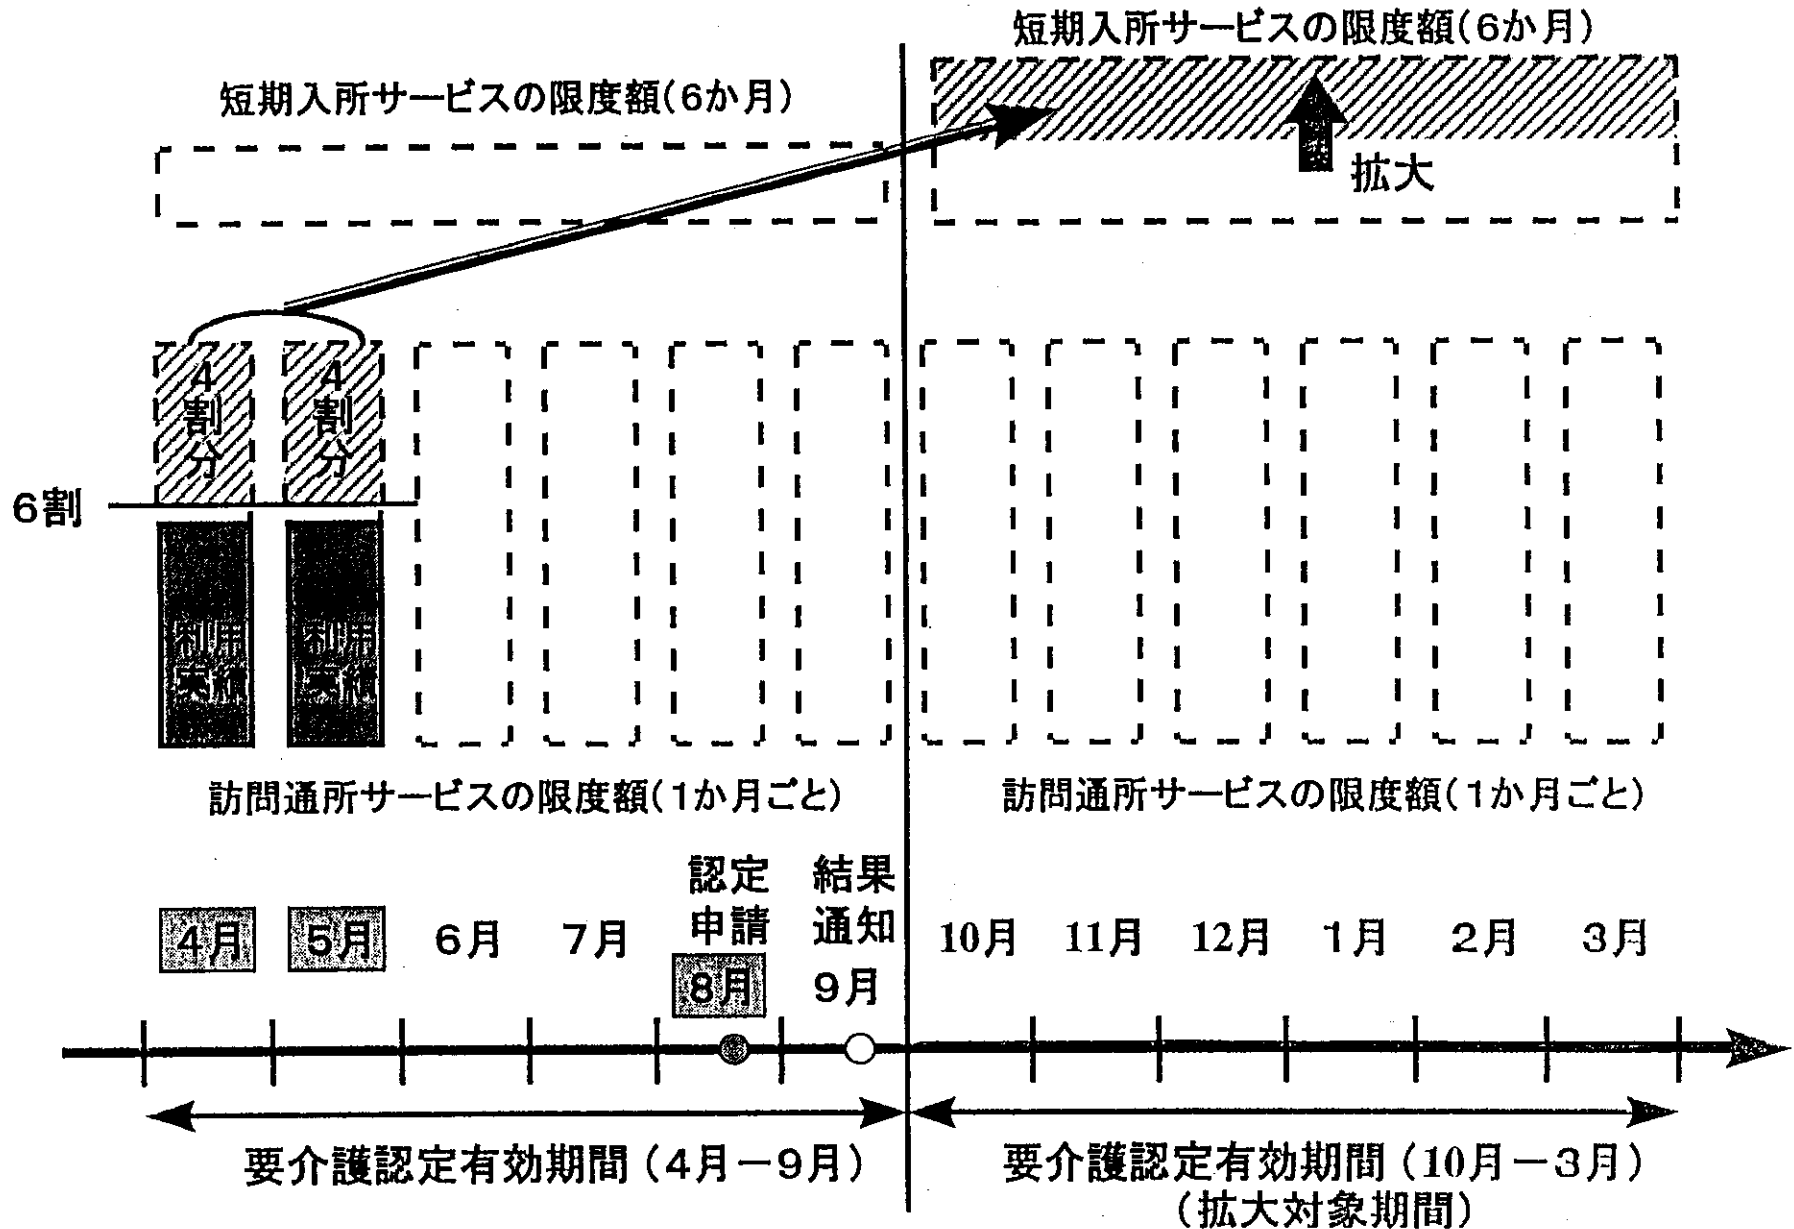 短期入所サービスの限度額(6か月)
短期入所サービスの限度額(6か月)
拡大
4割分
4割分
6割
利用
実績
利用
実績
訪問通所サービスの限度額(1か月ごと)
訪問通所サービスの限度額(1か月ごと)
認定
申請
結果
通知
4月
5月
6月
7月
8月
9月
10月
11月
12月
1月
2月
3月
要介護認定有効期間(4月-9月)
要介護認定有効期間(10月-3月)
(拡大対象期間)